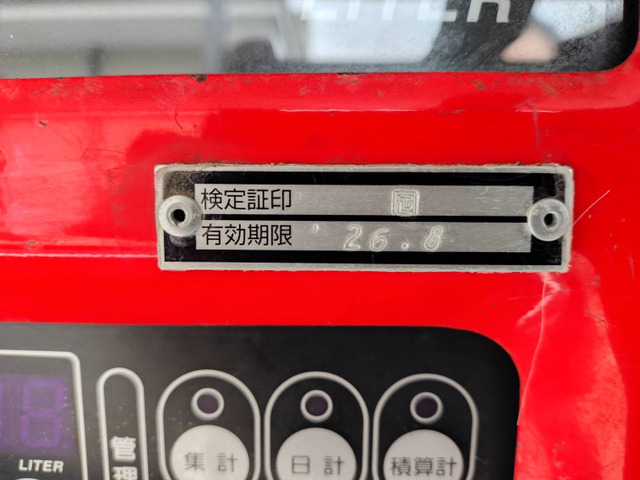 LITER
検定証印
有効期限 '26.8
LITER
管理
集計
日計
積算計